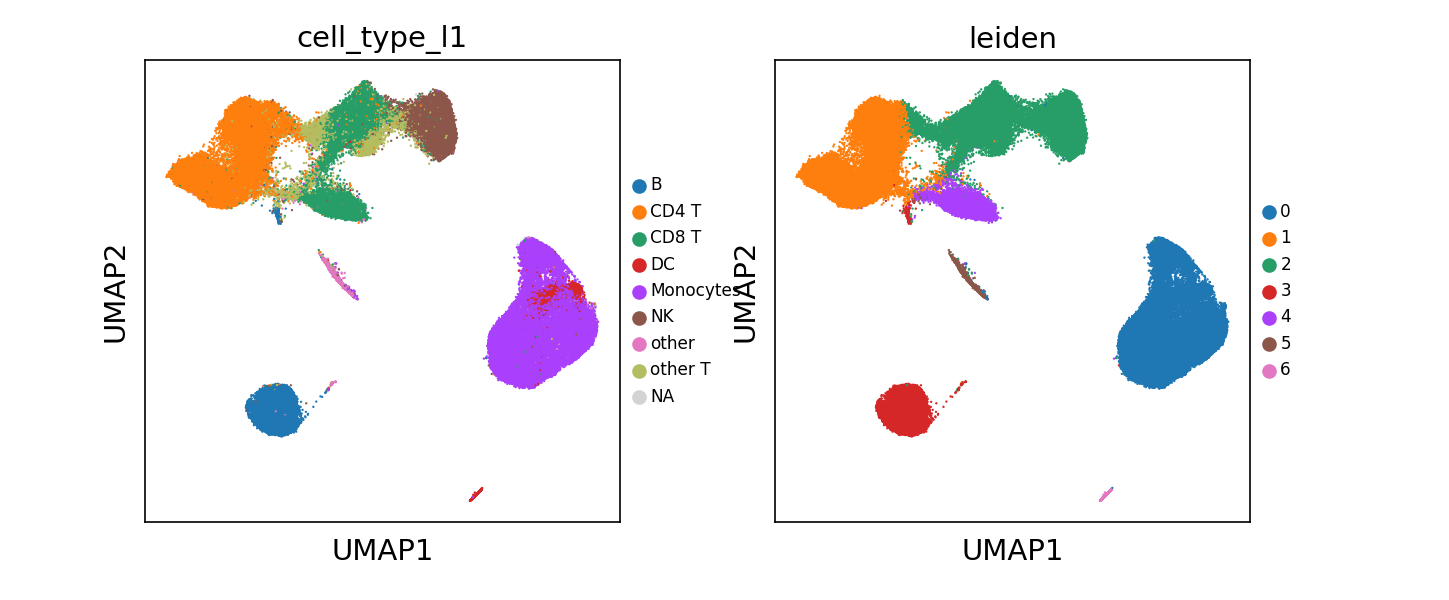 cell_type_l1
UMAP2
UMAP1
B
CD4 T
CD8 T
DC
Monocytes
NK
other
other T
NA
leiden
UMAP2
UMAP1
0
1
2
3
4
5
6